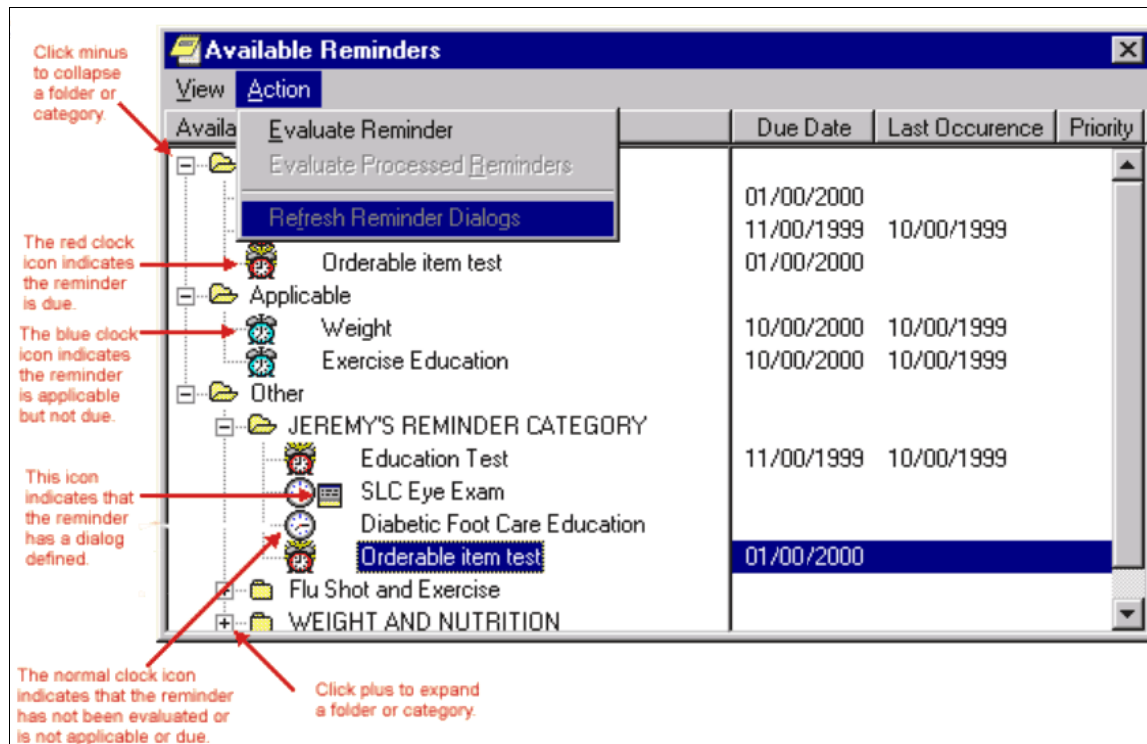 Click minus
to collapse
a folder or
category.
Available Reminders
View Action
Availa Due Date Last Occurence Priority
Evaluate Reminder
Evaluate Processed Reminders
01/00/2000
Refresh Reminder Dialogs
11/00/1999 10/00/1999
The red clock
icon indicates
the reminder
is due.
Orderable item test 01/00/2000
Applicable
The blue clock
icon indicates
the reminder
is applicable
but not due.
Weight 10/00/2000 10/00/1999
Exercise Education 10/00/2000 10/00/1999
Other
JEREMY'S REMINDER CATEGORY
Education Test 11/00/1999 10/00/1999
This icon
indicates that
the reminder
has a dialog
defined.
SLC Eye Exam
Diabetic Foot Care Education
Orderable item test 01/00/2000
Flu Shot and Exercise
WEIGHT AND NUTRITION
The normal clock icon
indicates that the reminder
has not been evaluated or
is not applicable or due.
Click plus to expand
a folder or category.